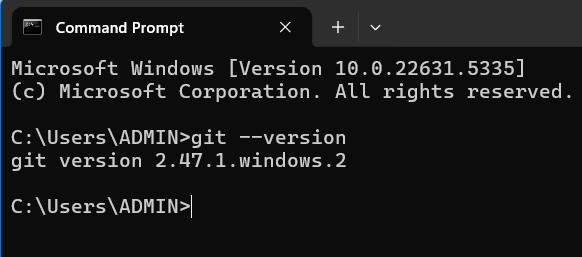 Command Prompt
Microsoft Windows [Version 10.0.22631.5335]
(c) Microsoft Corporation. All rights reserved.
C:\Users\ADMIN>git --version
git version 2.47.1.windows.2
C:\Users\ADMIN>